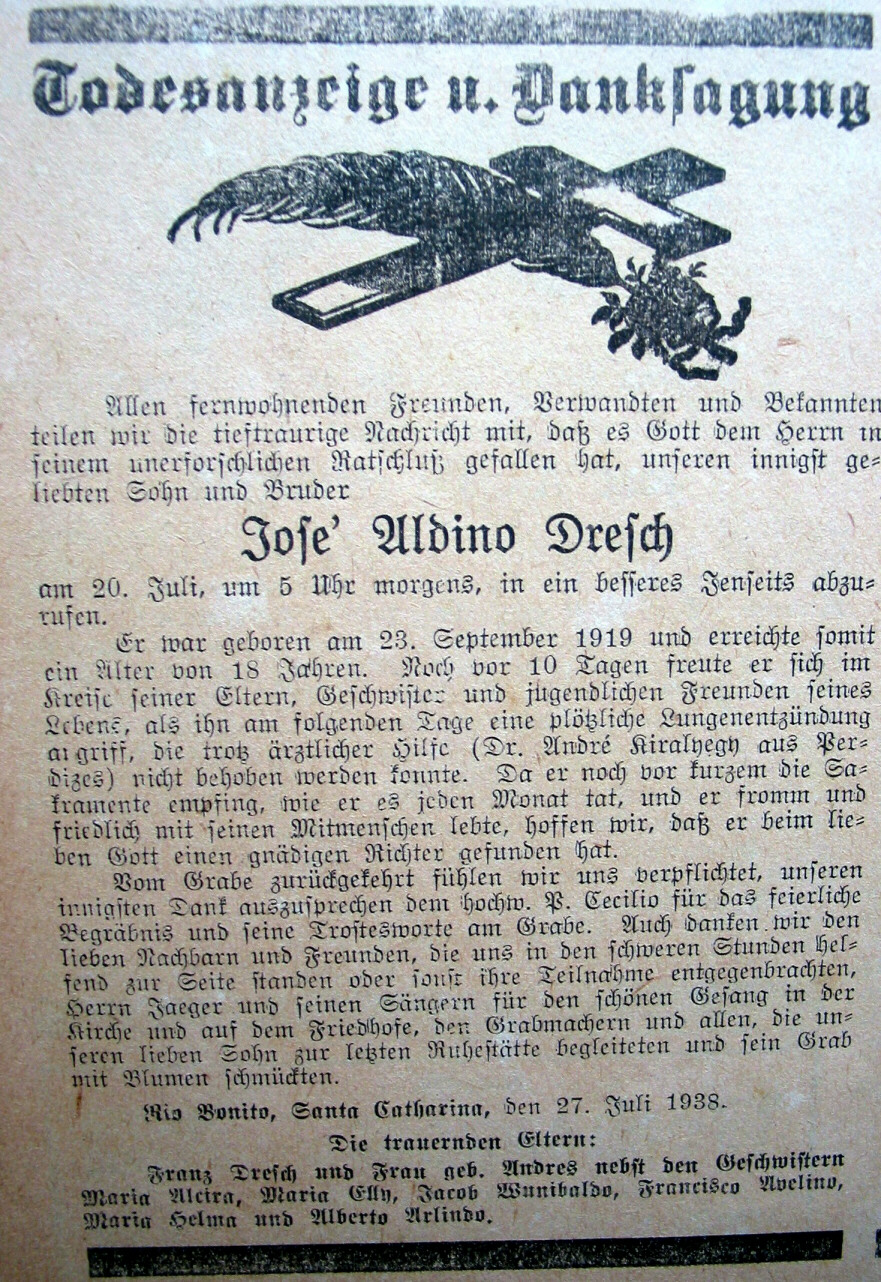 Todesanzeige u. Danksagung
Allen fernwohnenden Freunden, Verwandten und Bekannten
teilen wir die tieftraurige Nachricht mit, daß es Gott dem Herrn in
seinem unerforschlichen Ratschluß gefallen hat, unseren innigst ge-
liebten Sohn und Bruder
Jose' Aldino Dresch
am 20. Juli, um 5 Uhr morgens, in ein besseres Jenseits abzu-
rufen.
Er war geboren am 23. September 1919 und erreichte somit
ein Alter von 18 Jahren. Noch vor 10 Tagen freute er sich im
Kreise seiner Eltern, Geschwister und jugendlichen Freunden seines
Lebens, als ihn am folgenden Tage eine plötzliche Lungenentzündung
angriff, die trotz ärztlicher Hilfe (Dr. André Kiralyegy aus Per-
dizes) nicht behoben werden konnte. Da er noch vor kurzem die Sa-
kramente empfing, wie er es jeden Monat tat, und er fromm und
friedlich mit seinen Mitmenschen lebte, hoffen wir, daß er beim lie-
ben Gott einen gnädigen Richter gefunden hat.
Vom Grabe zurückgekehrt fühlen wir uns verpflichtet, unseren
innigsten Dank auszusprechen dem hochw. P. Cecilio für das feierliche
Begräbnis und seine Trostesworte am Grabe. Auch danken wir den
lieben Nachbarn und Freunden, die uns in den schweren Stunden hel-
fend zur Seite standen oder sonst ihre Teilnahme entgegenbrachten,
Herrn Jaeger und seinen Sängern für den schönen Gesang in der
Kirche und auf dem Friedhofe, den Grabmachern und allen, die un-
seren lieben Sohn zur letzten Ruhestätte begleiteten und sein Grab
mit Blumen schmückten.
Rio Bonito, Santa Catharina, den 27. Juli 1938.
Die trauernden Eltern:
Franz Dresch und Frau geb. Andres nebst den Geschwistern
Maria Alcira, Maria Elly, Jacob Wunibaldo, Francisco Avelino,
Maria Helma und Alberto Arlindo.